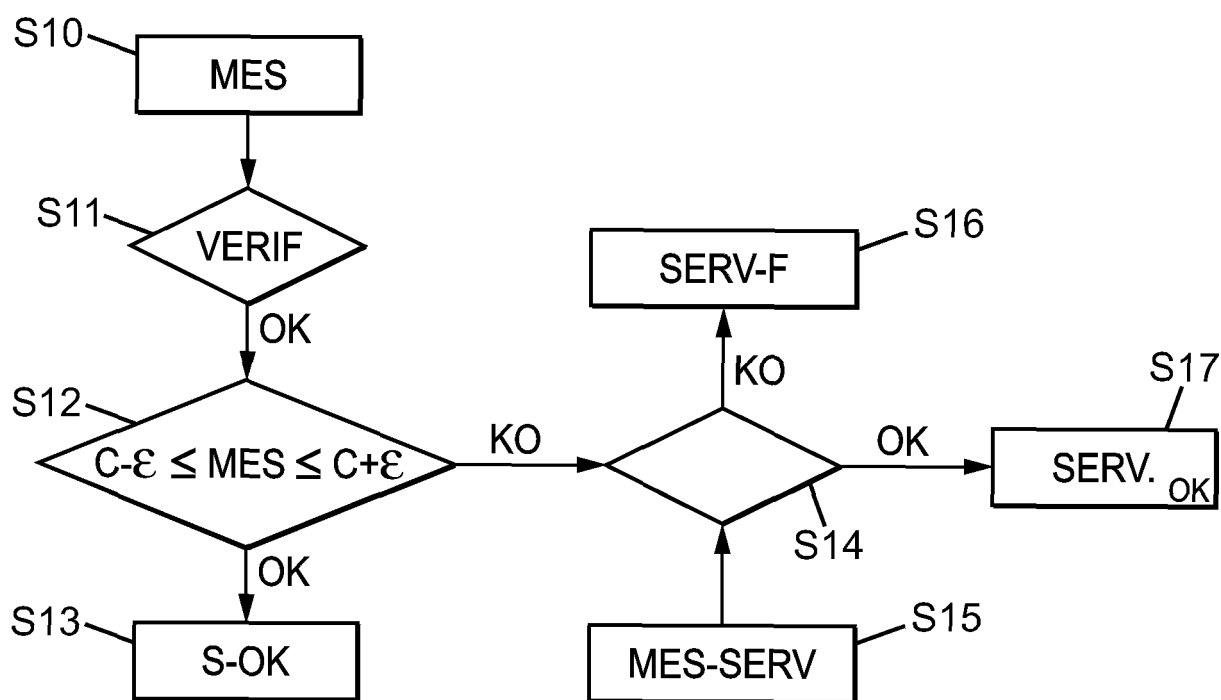 S10
MES
S11
VERIF
OK
S12
C-ε ≤ MES ≤ C+ε
KO
OK
S13
S-OK
S16
SERV-F
KO
S17
OK
SERV. OK
S14
S15
MES-SERV